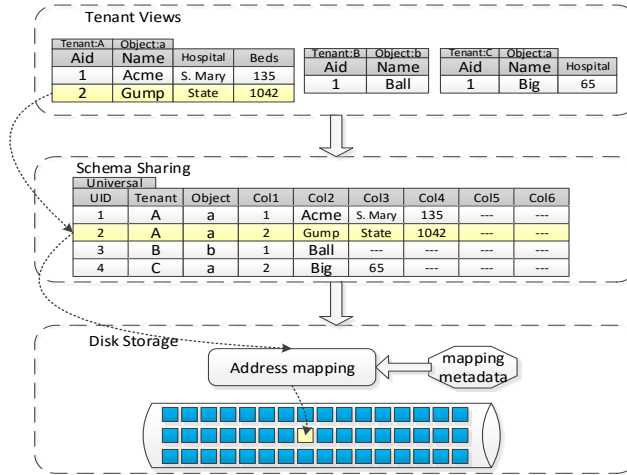 Tenant Views
Tenant:A Object:a
Aid Name Hospital Beds
1 Acme S. Mary 135
2 Gump State 1042
Tenant:B Object:b
Aid Name
1 Ball
Tenant:C Object:a
Aid Name Hospital
1 Big 65
Schema Sharing
Universal
UID Tenant Object Col1 Col2 Col3 Col4 Col5 Col6
1 A a 1 Acme S. Mary 135 --- ---
2 A a 2 Gump State 1042 --- ---
3 B b 1 Ball --- --- --- ---
4 C a 2 Big 65 --- --- ---
Disk Storage
Address mapping
mapping
metadata